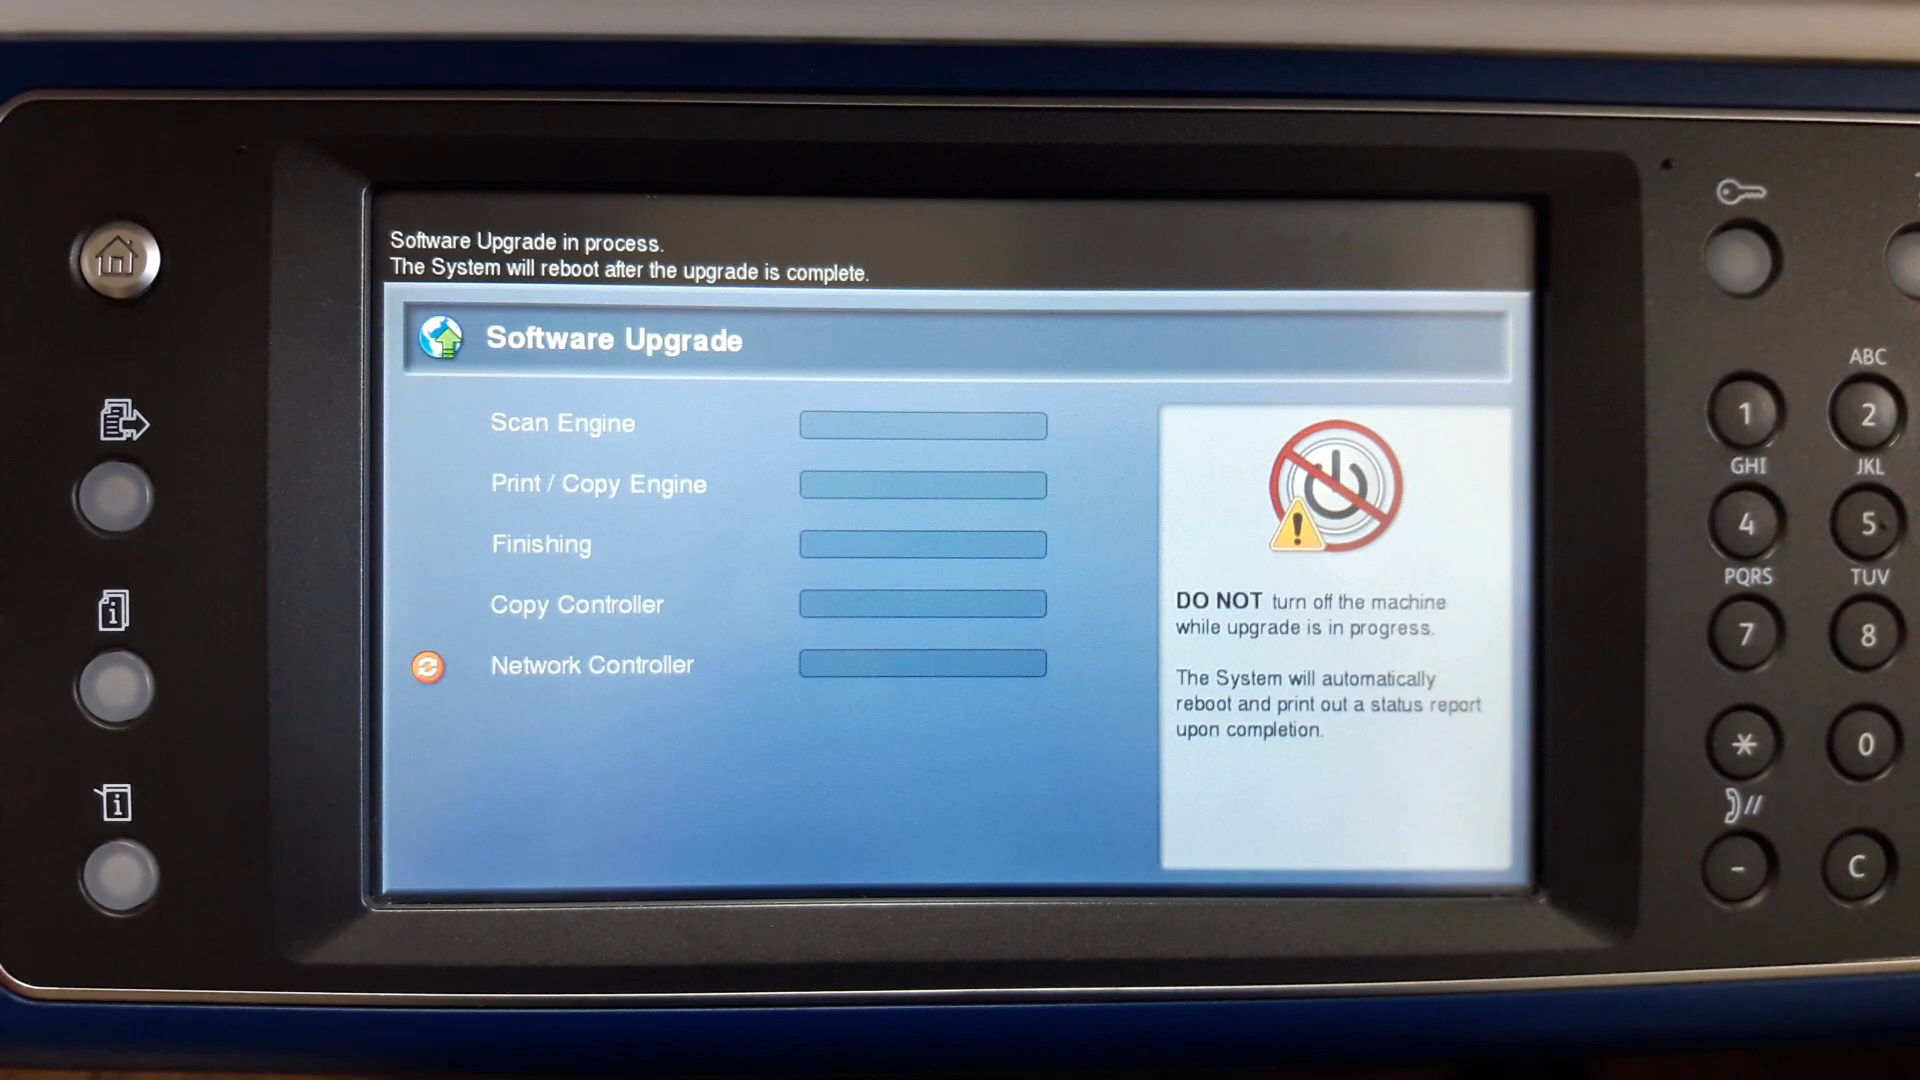 Software Upgrade in process.
The System will reboot after the upgrade is complete.
Software Upgrade
Scan Engine
Print / Copy Engine
Finishing
Copy Controller
Network Controller
DO NOT turn off the machine
while upgrade is in progress.
The System will automatically
reboot and print out a status report
upon completion.
ABC
1 2
GHI JKL
4 5
PQRS TUV
7 8
* 0
- C